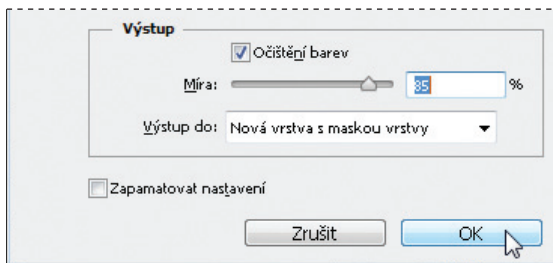 Výstup
Očištění barev
Míra: 85 %
Výstup do: Nová vrstva s maskou vrstvy
Zapamatovat nastavení
Zrušit OK